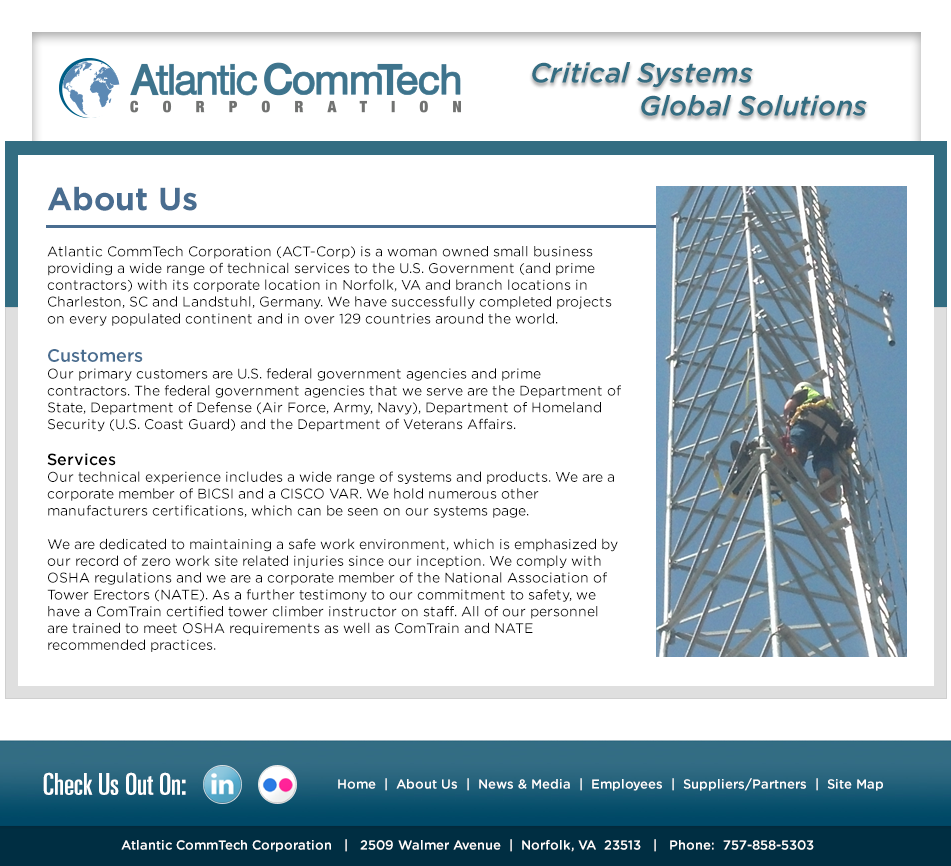 Atlantic CommTech
CORPORATION
Critical Systems
Global Solutions
About Us
Atlantic CommTech Corporation (ACT-Corp) is a woman owned small business
providing a wide range of technical services to the U.S. Government (and prime
contractors) with its corporate location in Norfolk, VA and branch locations in
Charleston, SC and Landstuhl, Germany. We have successfully completed projects
on every populated continent and in over 129 countries around the world.
Customers
Our primary customers are U.S. federal government agencies and prime
contractors. The federal government agencies that we serve are the Department of
State, Department of Defense (Air Force, Army, Navy), Department of Homeland
Security (U.S. Coast Guard) and the Department of Veterans Affairs.
Services
Our technical experience includes a wide range of systems and products. We are a
corporate member of BICSI and a CISCO VAR. We hold numerous other
manufacturers certifications, which can be seen on our systems page.
We are dedicated to maintaining a safe work environment, which is emphasized by
our record of zero work site related injuries since our inception. We comply with
OSHA regulations and we are a corporate member of the National Association of
Tower Erectors (NATE). As a further testimony to our commitment to safety, we
have a ComTrain certified tower climber instructor on staff. All of our personnel
are trained to meet OSHA requirements as well as ComTrain and NATE
recommended practices.
Check Us Out On: in
Home | About Us | News & Media | Employees | Suppliers/Partners | Site Map
Atlantic CommTech Corporation | 2509 Walmer Avenue | Norfolk, VA 23513 | Phone: 757-858-5303